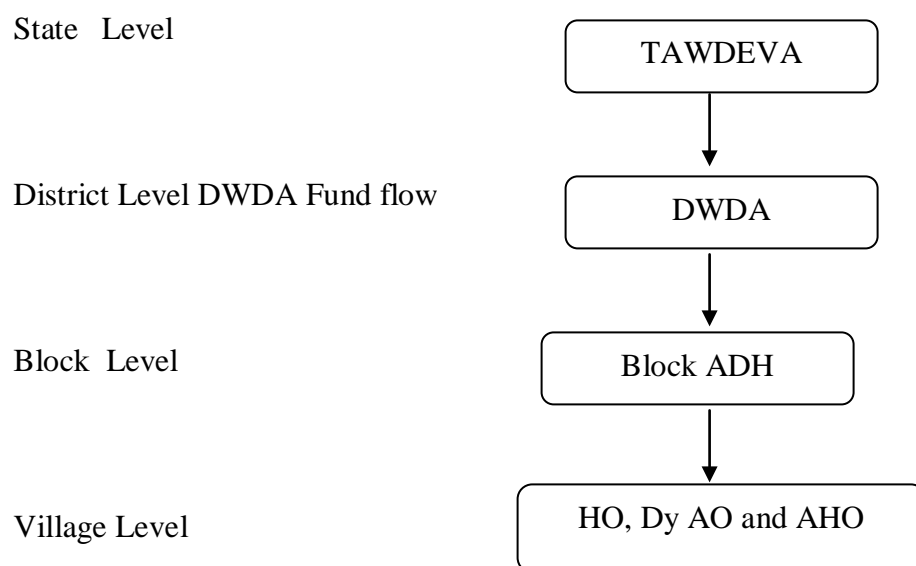 State Level
TAWDEVA
District Level DWDA Fund flow
DWDA
Block Level
Block ADH
Village Level
HO, Dy AO and AHO